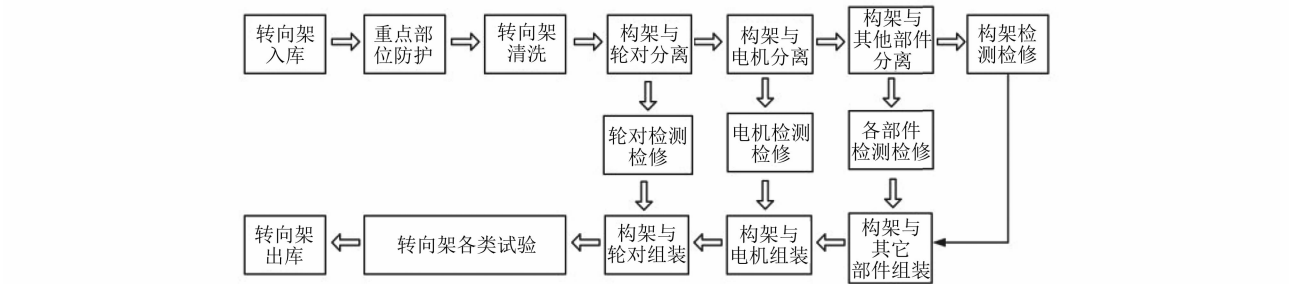 转向架
入库
重点部
位防护
转向架
清洗
构架与
轮对分离
构架与
电机分离
构架与
其他部件
分离
构架检
测检修
轮对检测
检修
电机检测
检修
各部件
检测检修
转向架
出库
转向架各类试验
构架与
轮对组装
构架与
电机组装
构架与
其它
部件组装